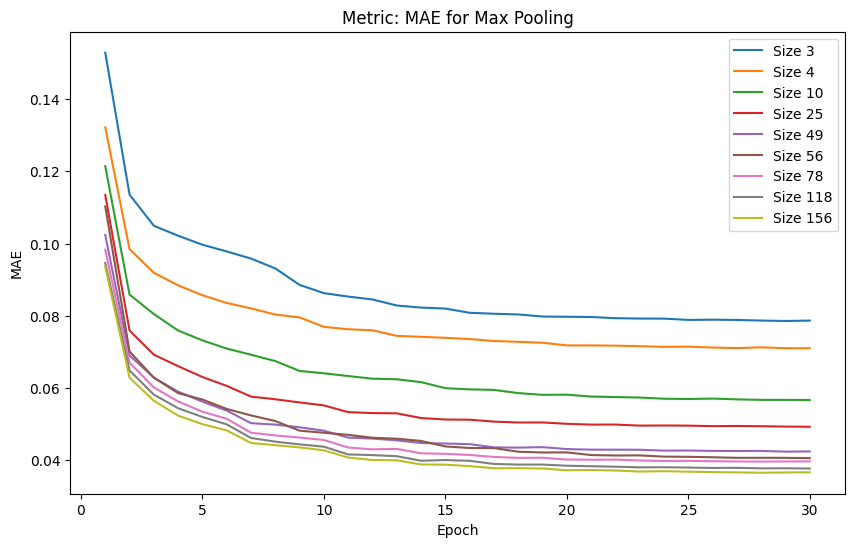 Metric: MAE for Max Pooling
MAE
0.14
0.12
0.10
0.08
0.06
0.04
Size 3
Size 4
Size 10
Size 25
Size 49
Size 56
Size 78
Size 118
Size 156
0
5
10
15
20
25
30
Epoch